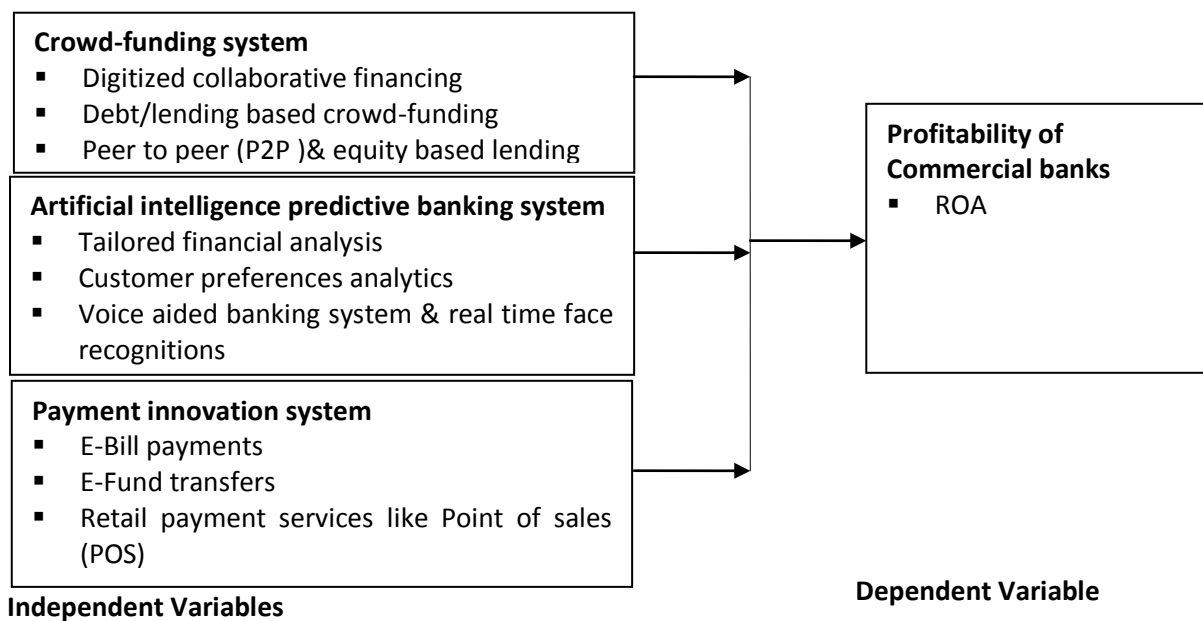 Crowd-funding system
▪ Digitized collaborative financing
▪ Debt/lending based crowd-funding
▪ Peer to peer (P2P )& equity based lending
Artificial intelligence predictive banking system
▪ Tailored financial analysis
▪ Customer preferences analytics
▪ Voice aided banking system & real time face
recognitions
Payment innovation system
▪ E-Bill payments
▪ E-Fund transfers
▪ Retail payment services like Point of sales
(POS)
Independent Variables
Profitability of
Commercial banks
▪ ROA
Dependent Variable